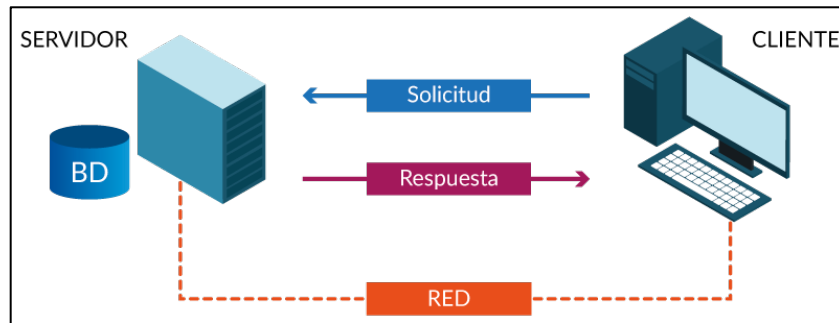 SERVIDOR
CLIENTE
Solicitud
BD
Respuesta
RED